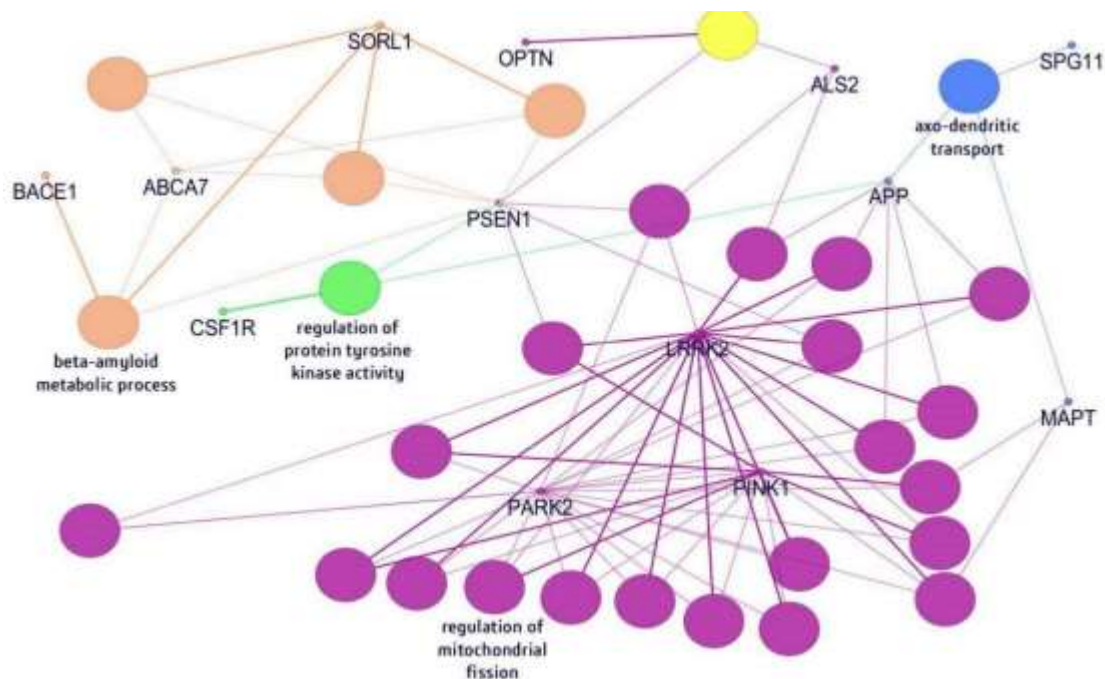 SORL1
OPTN
SPG11
ALS2
axo-dendritic
transport
BACE1
ABCA7
APP
PSEN1
CSF1R
regulation of
protein tyrosine
kinase activity
LRRK2
beta-amyloid
metabolic process
MAPT
PARK2
PINK1
regulation of
mitochondrial
fission